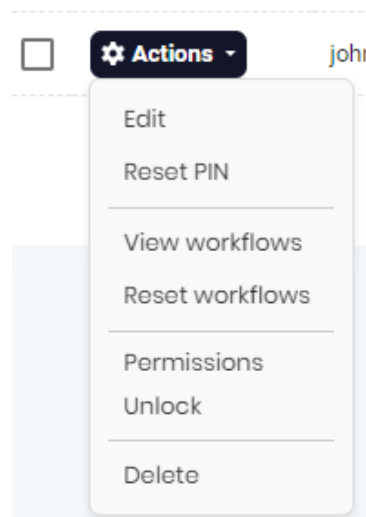 Actions
Edit
Reset PIN
View workflows
Reset workflows
Permissions
Unlock
Delete